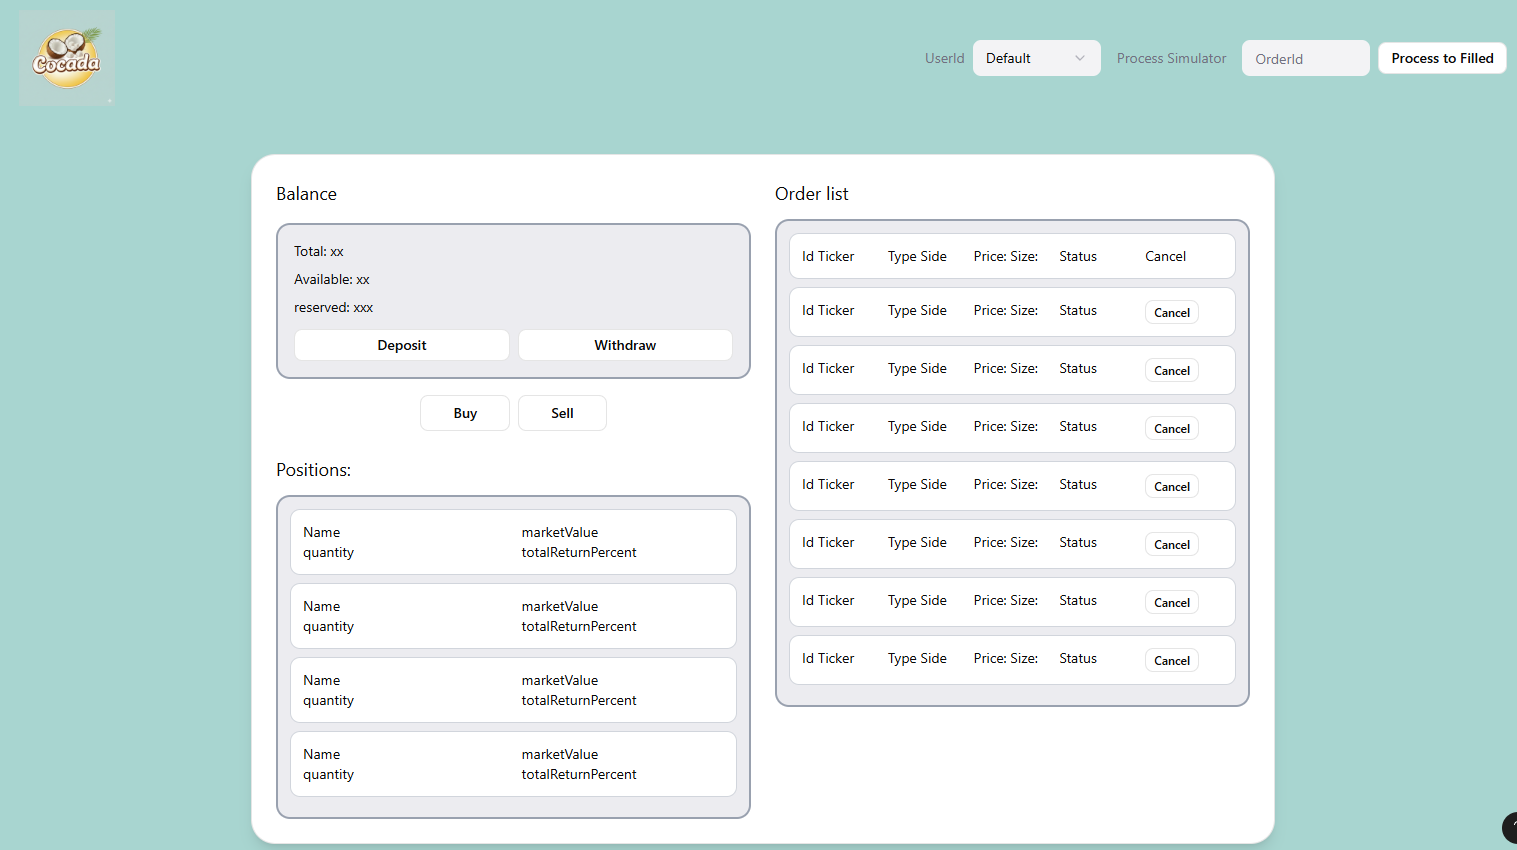 Cocada
UserId
Default
Process Simulator
OrderId
Process to Filled
Balance
Total: xx
Available: xx
reserved: xxx
Deposit
Withdraw
Buy
Sell
Positions:
Name
marketValue
quantity
totalReturnPercent
Name
marketValue
quantity
totalReturnPercent
Name
marketValue
quantity
totalReturnPercent
Name
marketValue
quantity
totalReturnPercent
Order list
Id Ticker Type Side Price: Size: Status Cancel
Id Ticker Type Side Price: Size: Status Cancel
Id Ticker Type Side Price: Size: Status Cancel
Id Ticker Type Side Price: Size: Status Cancel
Id Ticker Type Side Price: Size: Status Cancel
Id Ticker Type Side Price: Size: Status Cancel
Id Ticker Type Side Price: Size: Status Cancel
Id Ticker Type Side Price: Size: Status Cancel